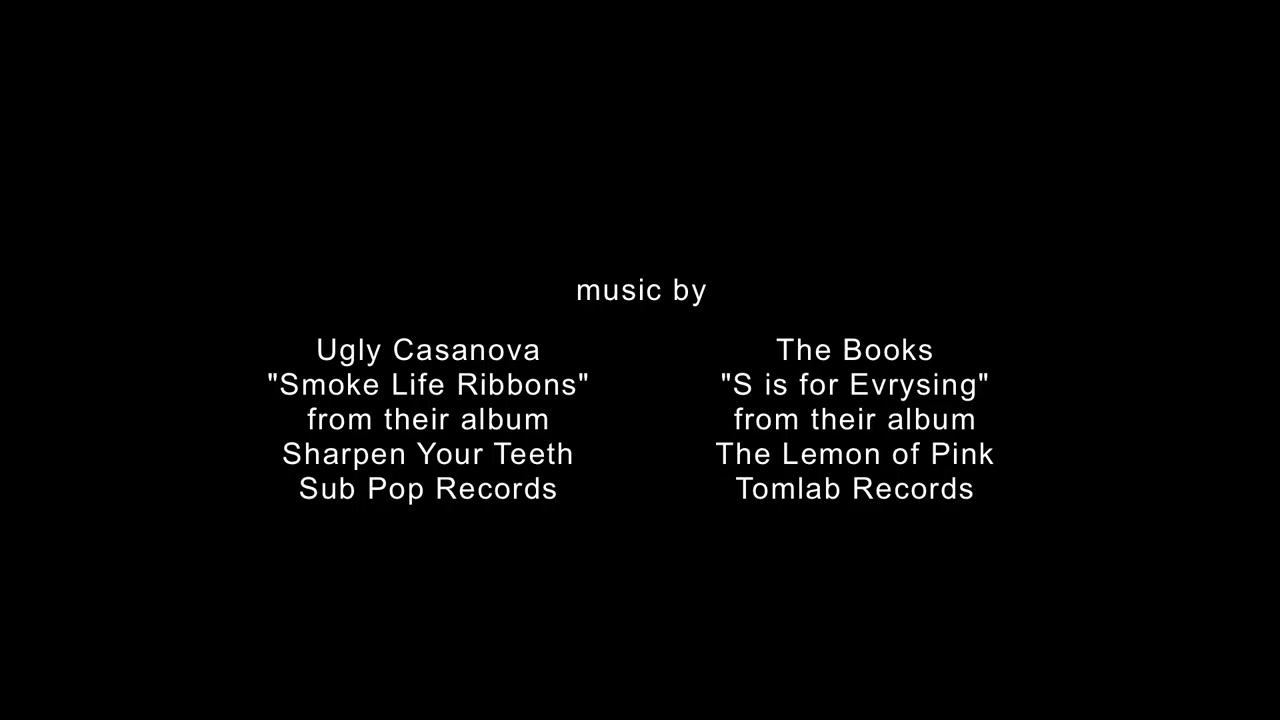 music by
Ugly Casanova
"Smoke Life Ribbons"
from their album
Sharpen Your Teeth
Sub Pop Records
The Books
"S is for Evrysing"
from their album
The Lemon of Pink
Tomlab Records